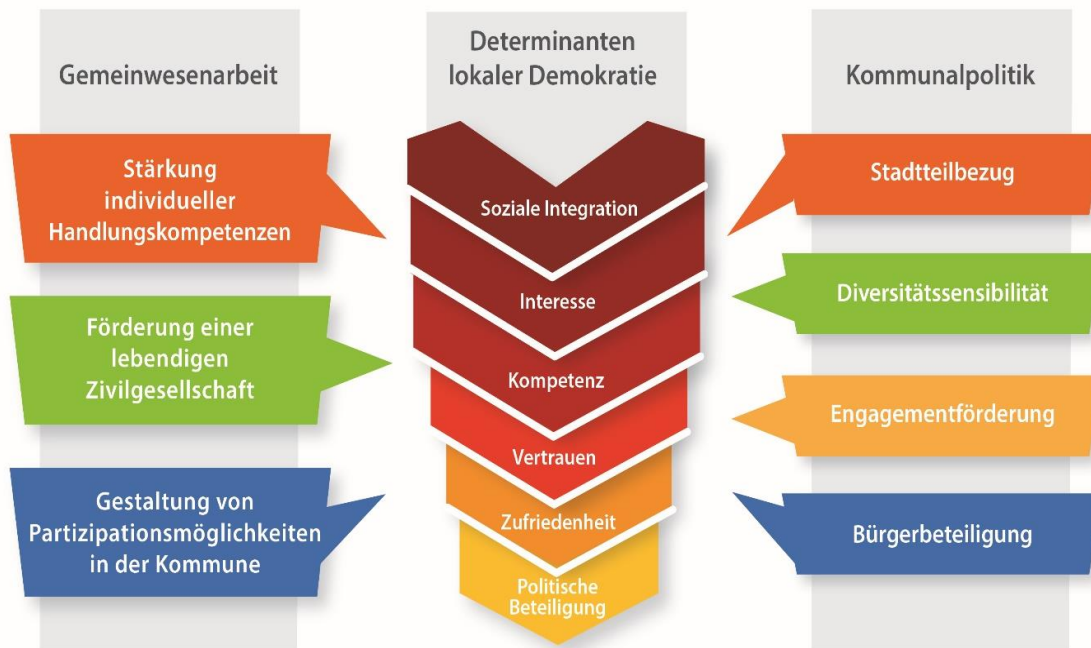 Gemeinwesenarbeit
Stärkung
individueller
Handlungskompetenzen
Förderung einer
lebendigen
Zivilgesellschaft
Gestaltung von
Partizipationsmöglichkeiten
in der Kommune
Determinanten
lokaler Demokratie
Soziale Integration
Interesse
Kompetenz
Vertrauen
Zufriedenheit
Politische
Beteiligung
Kommunalpolitik
Stadtteilbezug
Diversitätssensibilität
Engagementförderung
Bürgerbeteiligung